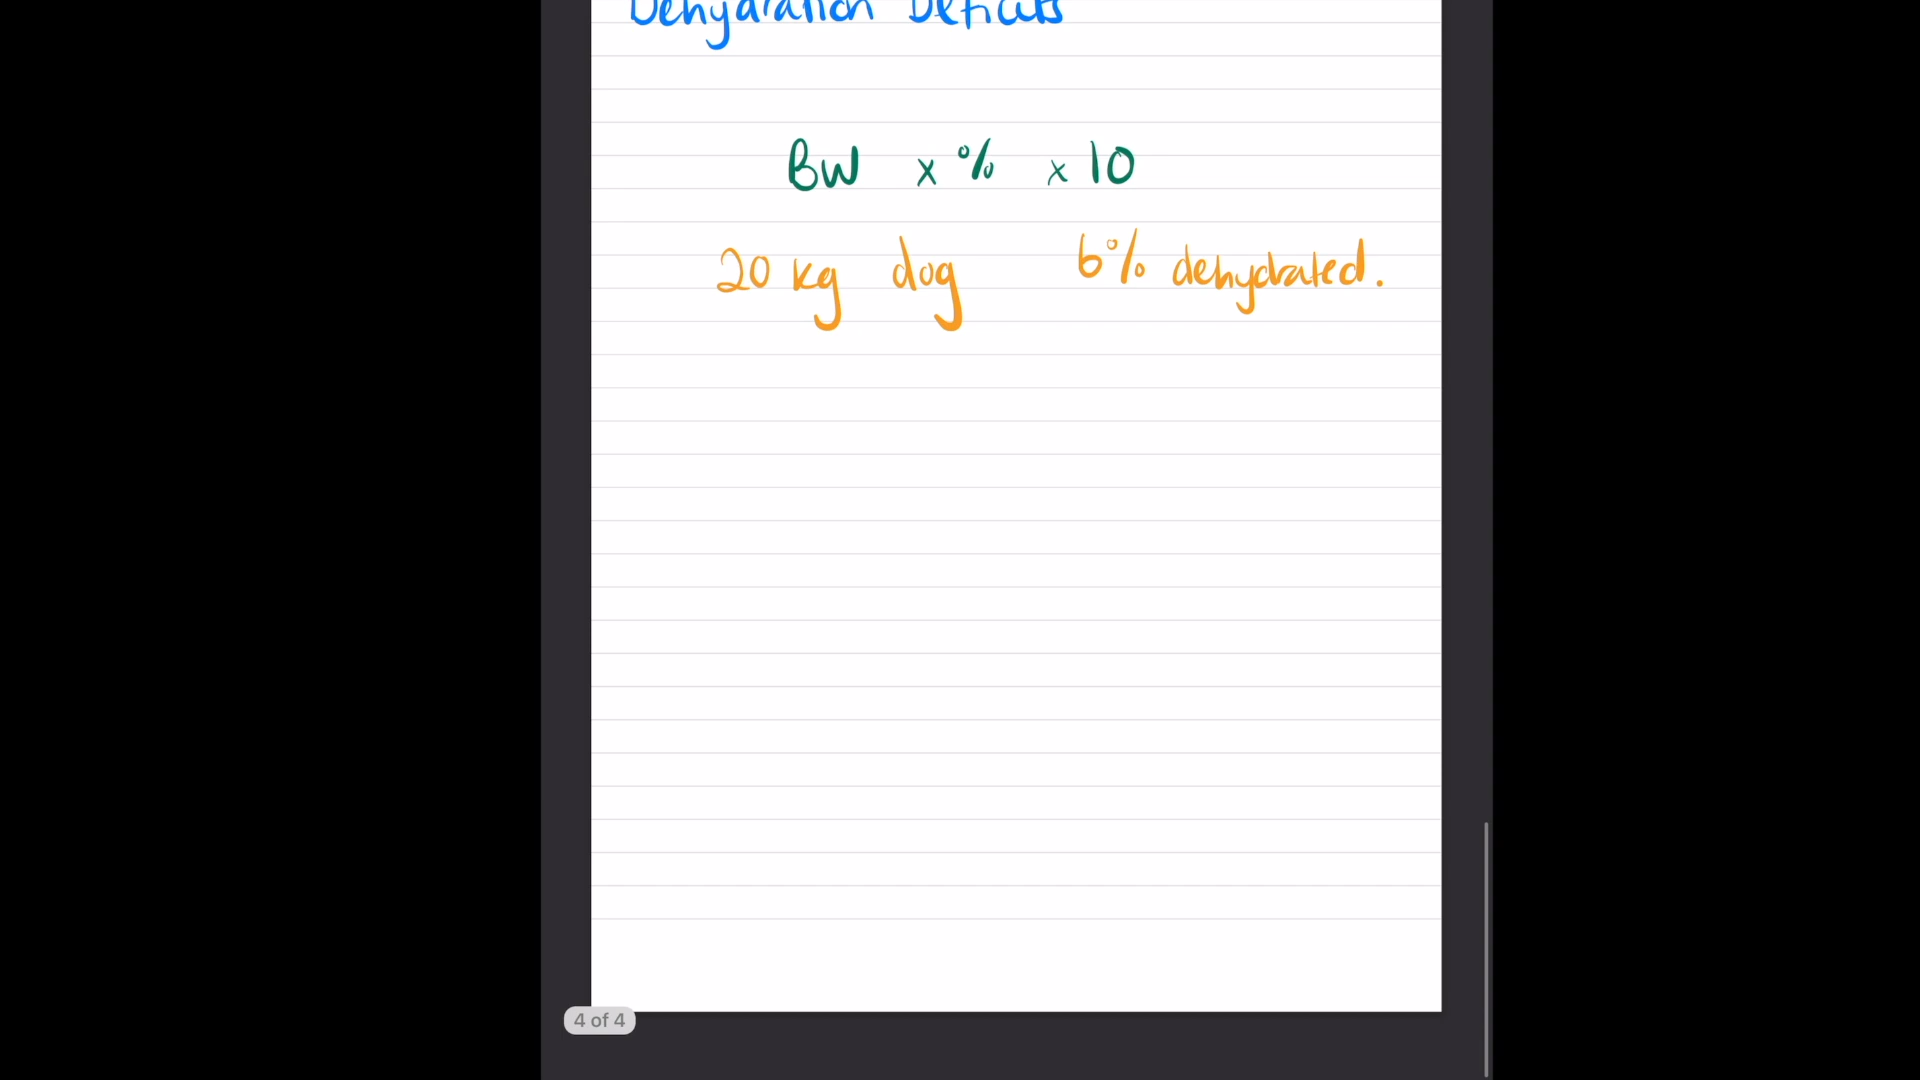 Dehydration Deficits
BW x % x 10
20 kg dog 6% dehydrated.
4 of 4